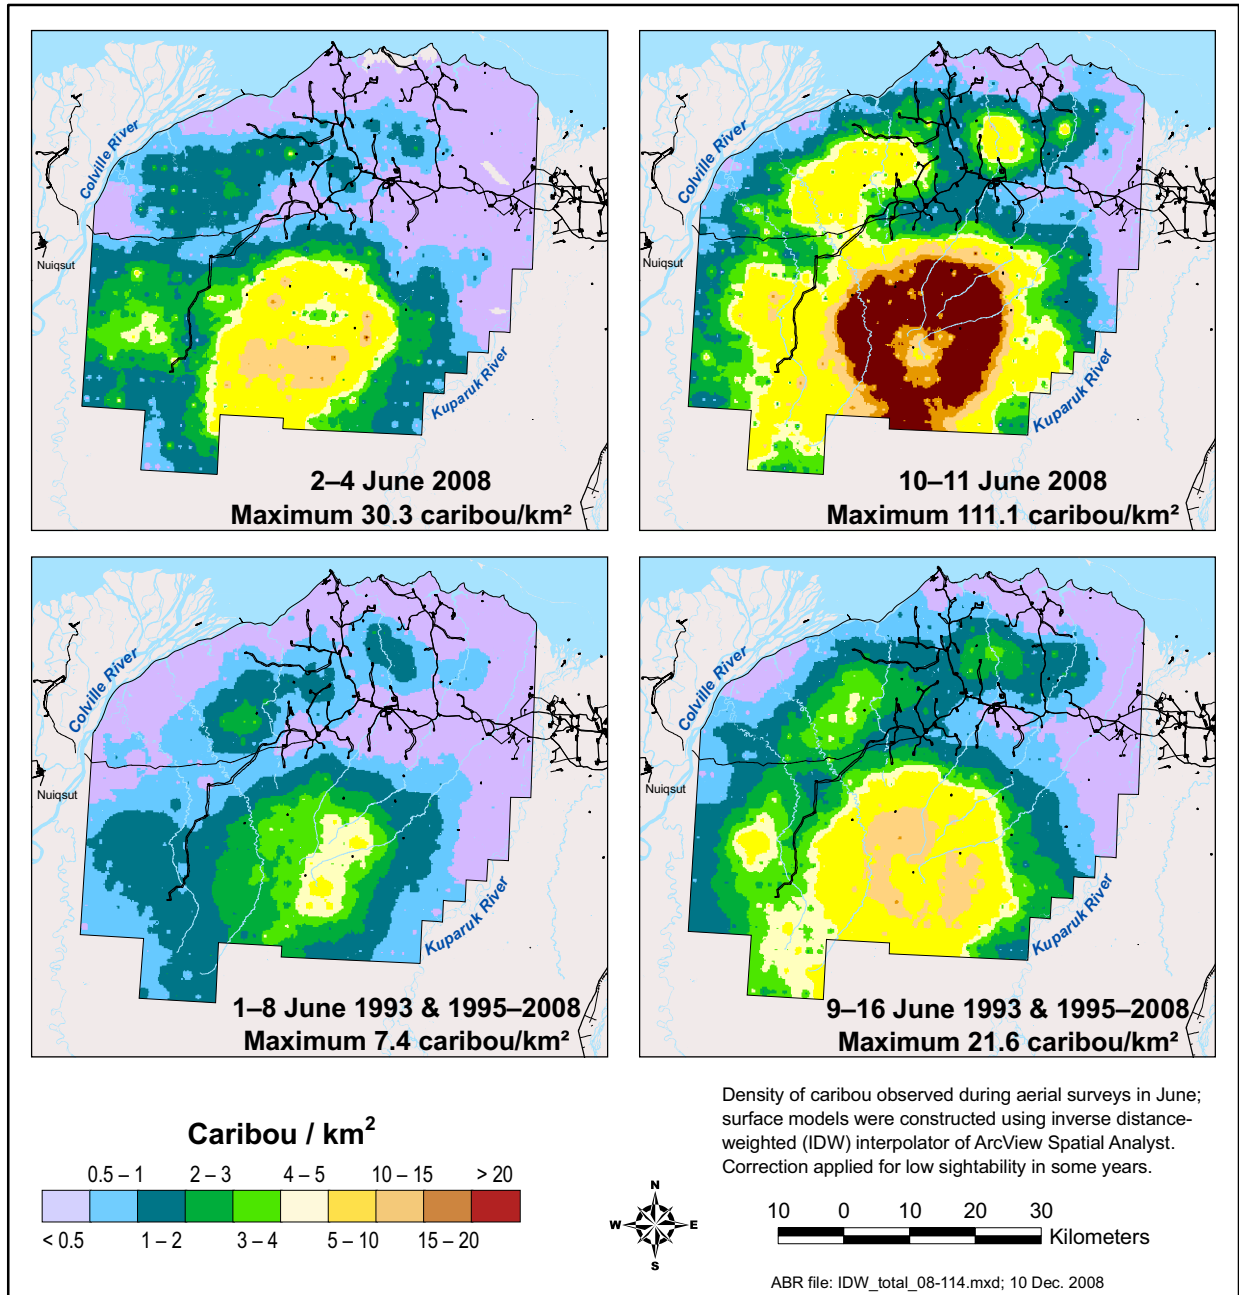 Colville River
Nuiqsut
Kuparuk River
2–4 June 2008
Maximum 30.3 caribou/km²
Colville River
Nuiqsut
Kuparuk River
10–11 June 2008
Maximum 111.1 caribou/km²
Colville River
Nuiqsut
Kuparuk River
1–8 June 1993 & 1995–2008
Maximum 7.4 caribou/km²
Colville River
Nuiqsut
Kuparuk River
9–16 June 1993 & 1995–2008
Maximum 21.6 caribou/km²
Caribou / km²
0.5 – 1 2 – 3 4 – 5 10 – 15 > 20
< 0.5 1 – 2 3 – 4 5 – 10 15 – 20
N
W E
S
Density of caribou observed during aerial surveys in June;
surface models were constructed using inverse distance-
weighted (IDW) interpolator of ArcView Spatial Analyst.
Correction applied for low sightability in some years.
10 0 10 20 30
Kilometers
ABR file: IDW_total_08-114.mxd; 10 Dec. 2008